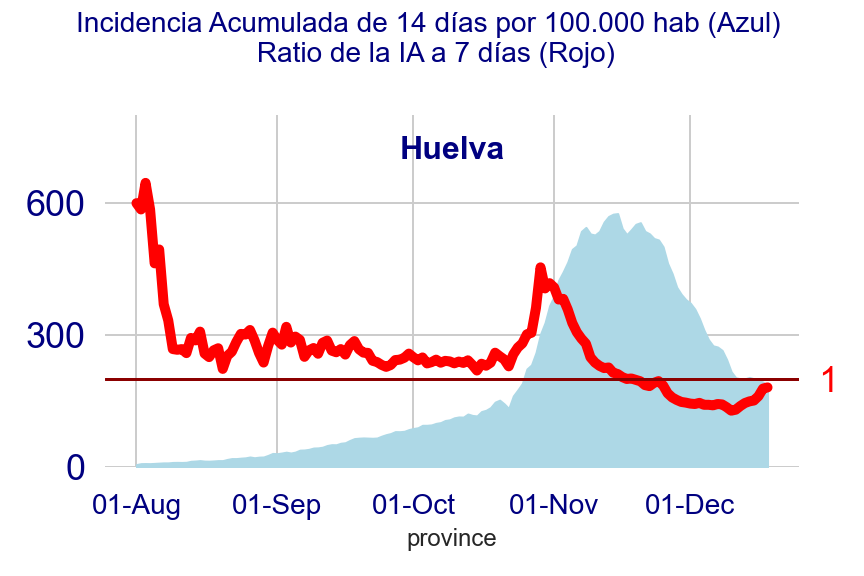 Incidencia Acumulada de 14 días por 100.000 hab (Azul)
Ratio de la IA a 7 días (Rojo)
Huelva
600
300
1
0
01-Aug 01-Sep 01-Oct 01-Nov 01-Dec
province